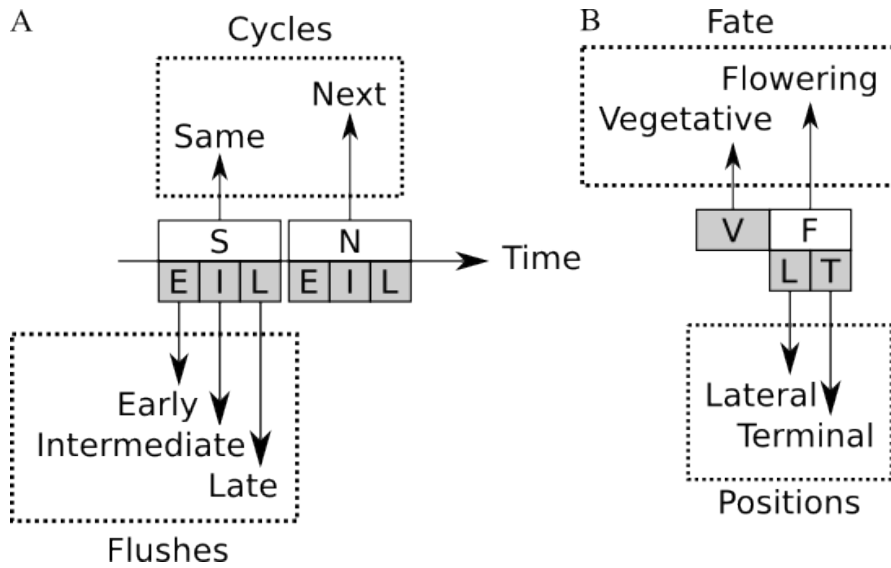 A
Cycles
Next
Same
S N
Time
E I L E I L
Early
Intermediate
Late
Flushes
B
Fate
Flowering
Vegetative
V F
L T
Lateral
Terminal
Positions